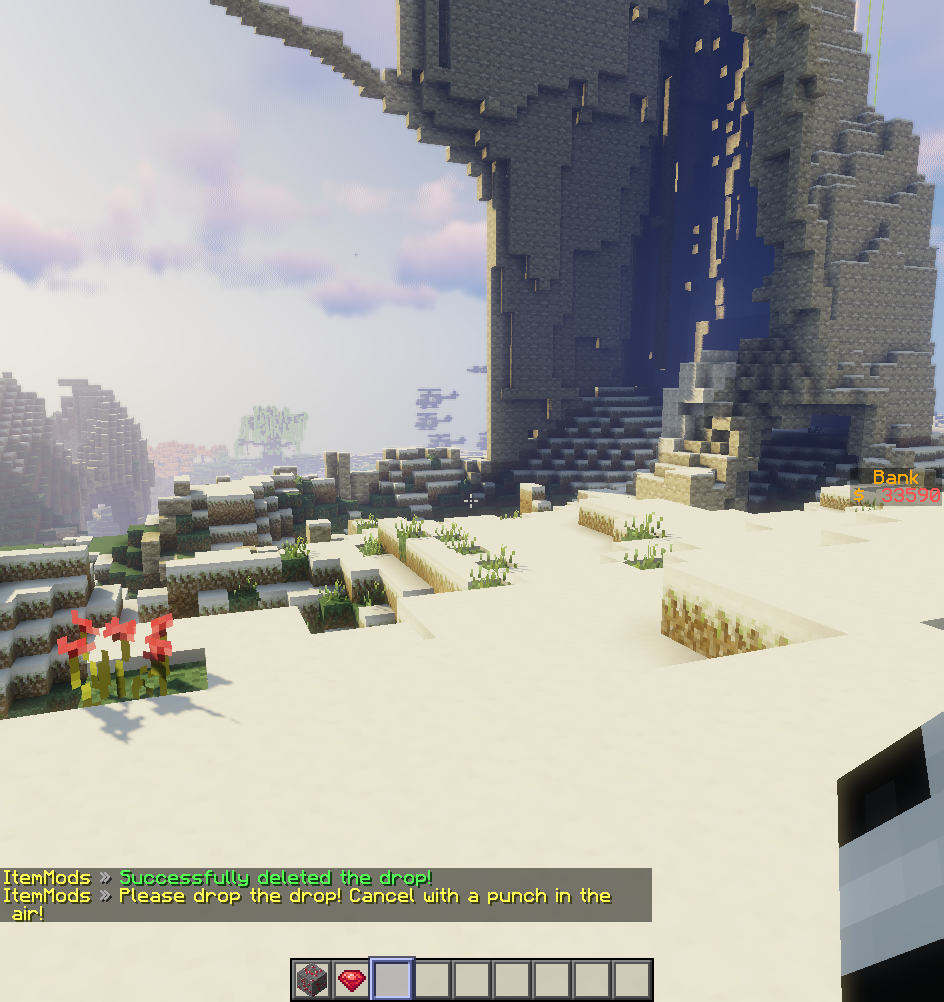 Bank
$ 33590
ItemMods » Successfully deleted the drop!
ItemMods » Please drop the drop! Cancel with a punch in the
air!